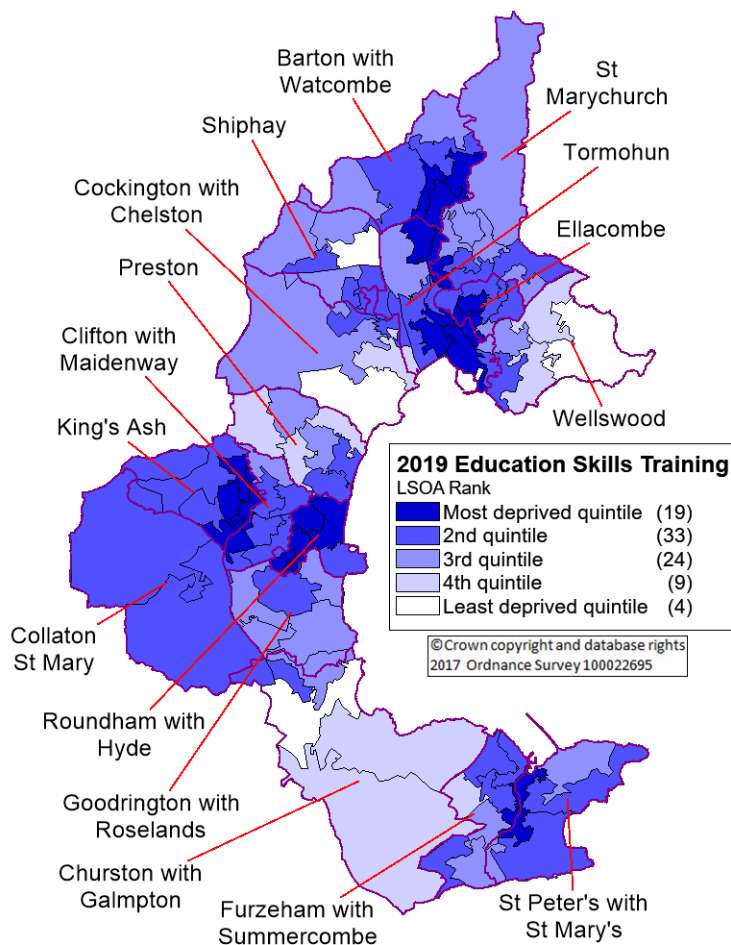 Barton with
Watcombe
St
Marychurch
Shiphay
Tormohun
Cockington with
Chelston
Ellacombe
Preston
Clifton with
Maidenway
King's Ash
Wellswood
2019 Education Skills Training
LSOA Rank
Most deprived quintile (19)
2nd quintile (33)
3rd quintile (24)
4th quintile (9)
Least deprived quintile (4)
©Crown copyright and database rights
2017 Ordnance Survey 100022695
Collaton
St Mary
Roundham with
Hyde
Goodrington with
Roselands
Churston with
Galmpton
Furzeham with
Summercombe
St Peter's with
St Mary's